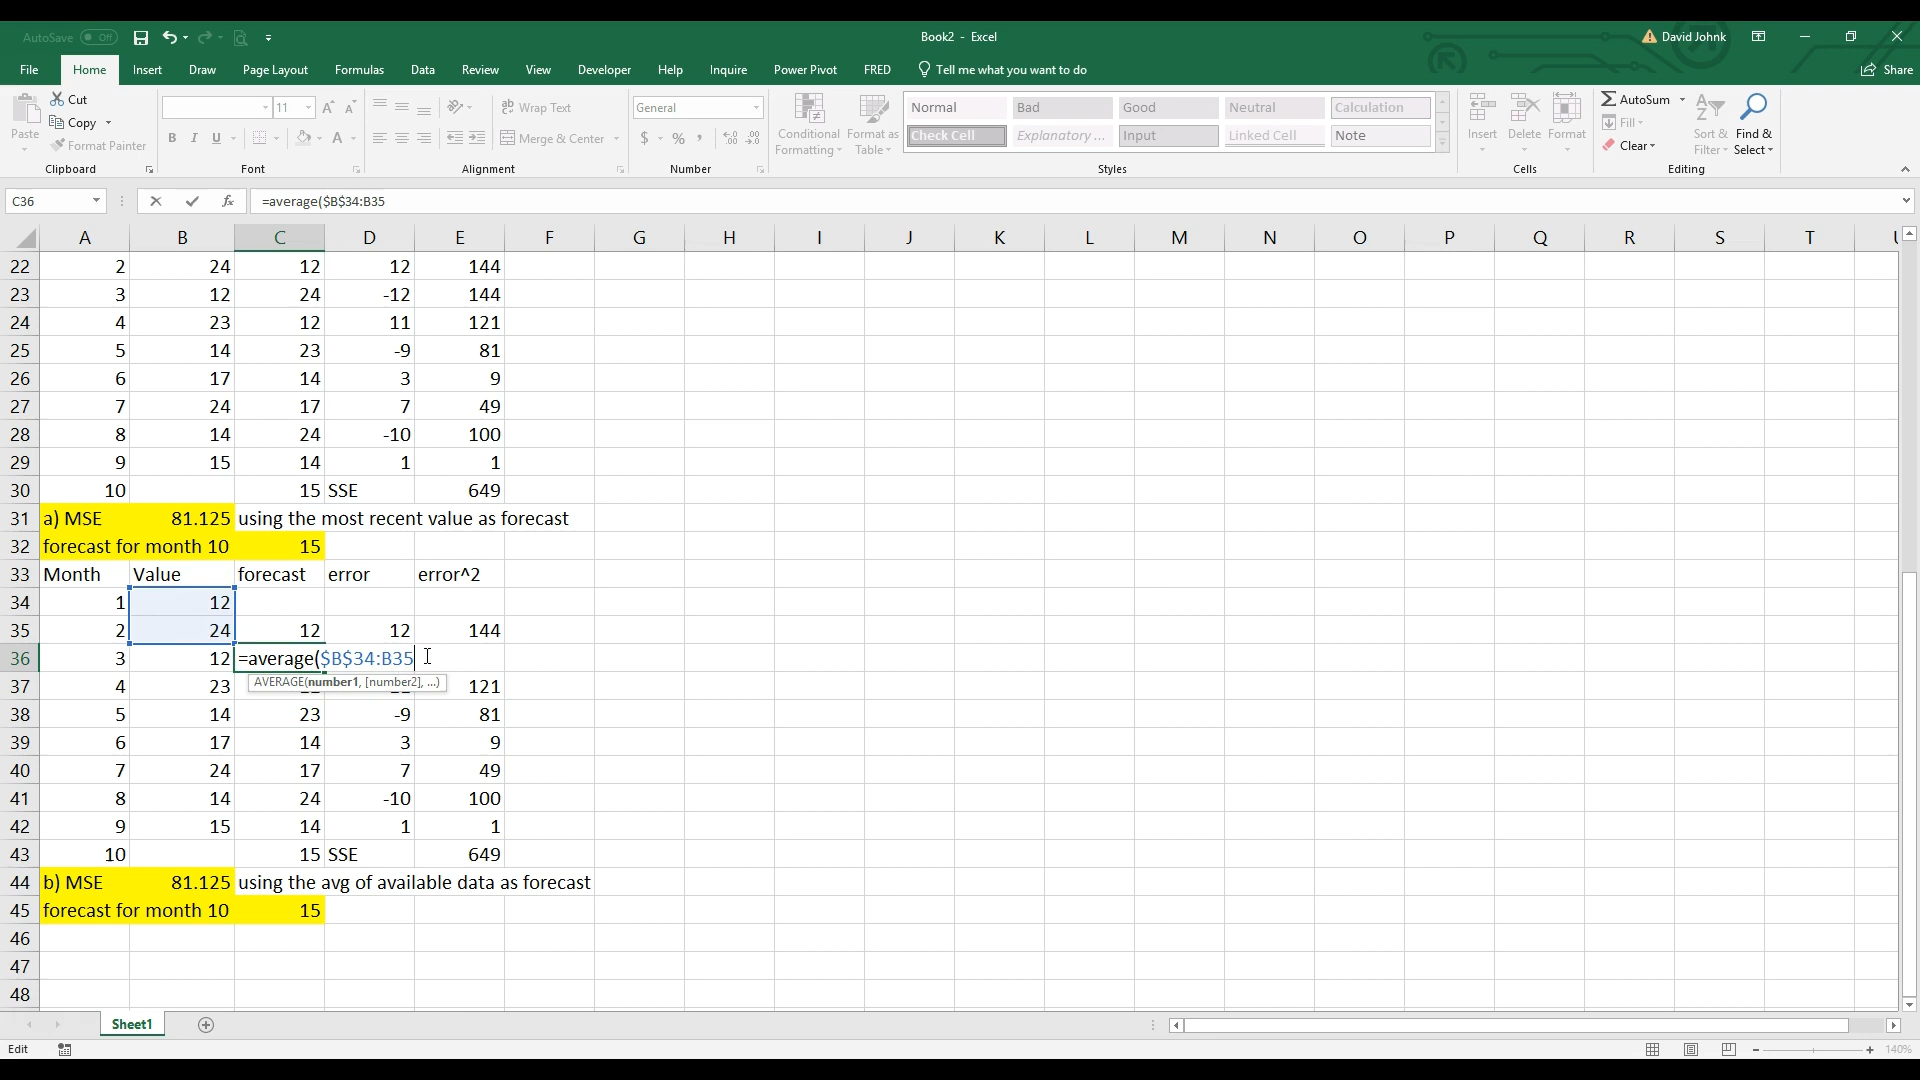 AutoSave Off Book2 - Excel David Johnk
File Home Insert Draw Page Layout Formulas Data Review View Developer Help Inquire Power Pivot FRED Tell me what you want to do Share
Paste Cut Copy Format Painter
11 B I U A
Wrap Text Merge & Center
General $ % ,
Conditional Formatting Format as Table
Normal Bad Good Neutral Calculation
Check Cell Explanatory ... Input Linked Cell Note
Insert Delete Format
AutoSum Fill Clear Sort & Filter Find & Select
Clipboard Font Alignment Number Styles Cells Editing
C36 fx =average($B$34:B35
A B C D E F G H I J K L M N O P Q R S T
22 2 24 12 12 144
23 3 12 24 -12 144
24 4 23 12 11 121
25 5 14 23 -9 81
26 6 17 14 3 9
27 7 24 17 7 49
28 8 14 24 -10 100
29 9 15 14 1 1
30 10 15 SSE 649
31 a) MSE 81.125 using the most recent value as forecast
32 forecast for month 10 15
33 Month Value forecast error error^2
34 1 12
35 2 24 12 12 144
36 3 12 =average($B$34:B35
AVERAGE(number1, [number2], ...)
37 4 23 121
38 5 14 23 -9 81
39 6 17 14 3 9
40 7 24 17 7 49
41 8 14 24 -10 100
42 9 15 14 1 1
43 10 15 SSE 649
44 b) MSE 81.125 using the avg of available data as forecast
45 forecast for month 10 15
46
47
48
Sheet1
Edit 140%